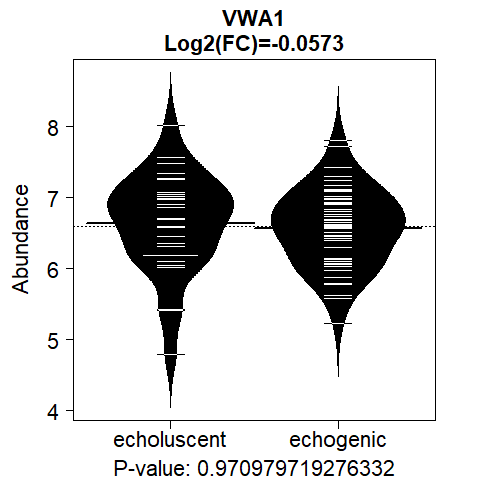 VWA1
Log2(FC)=-0.0573
Abundance
8
7
6
5
4
echoluscent echogenic
P-value: 0.970979719276332